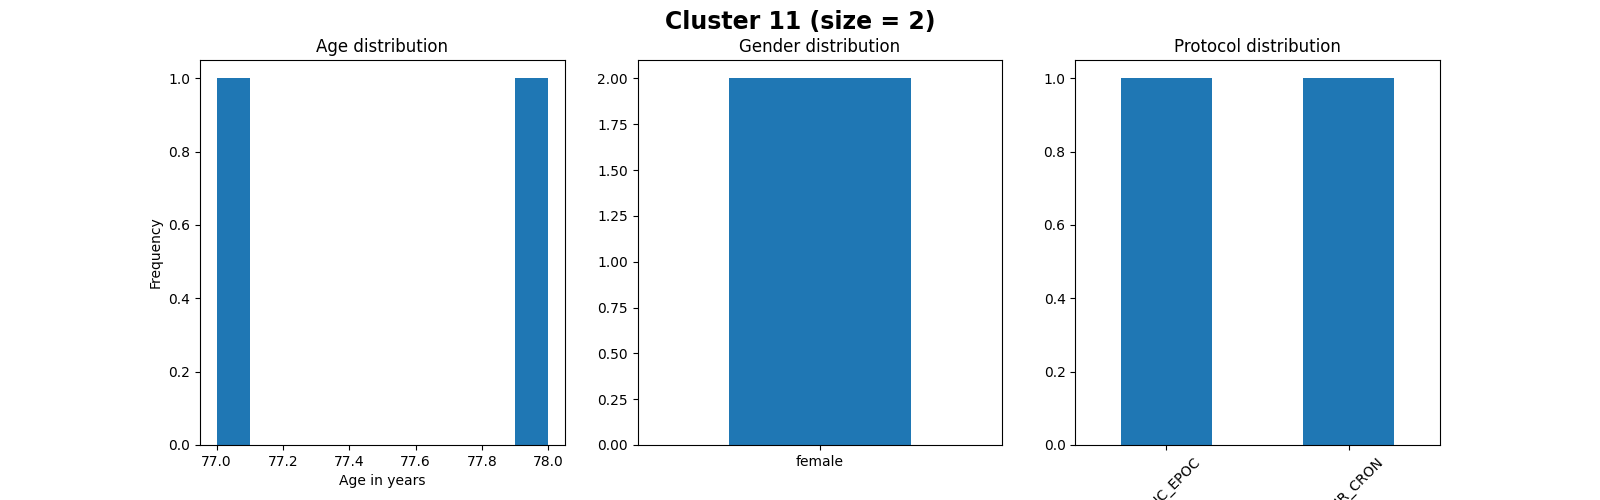 Cluster 11 (size = 2)
Age distribution
Gender distribution
Protocol distribution
Frequency
1.0
0.8
0.6
0.4
0.2
0.0
77.0 77.2 77.4 77.6 77.8 78.0
Age in years
2.00
1.75
1.50
1.25
1.00
0.75
0.50
0.25
0.00
female
1.0
0.8
0.6
0.4
0.2
0.0
C_EPOC
R_CRON